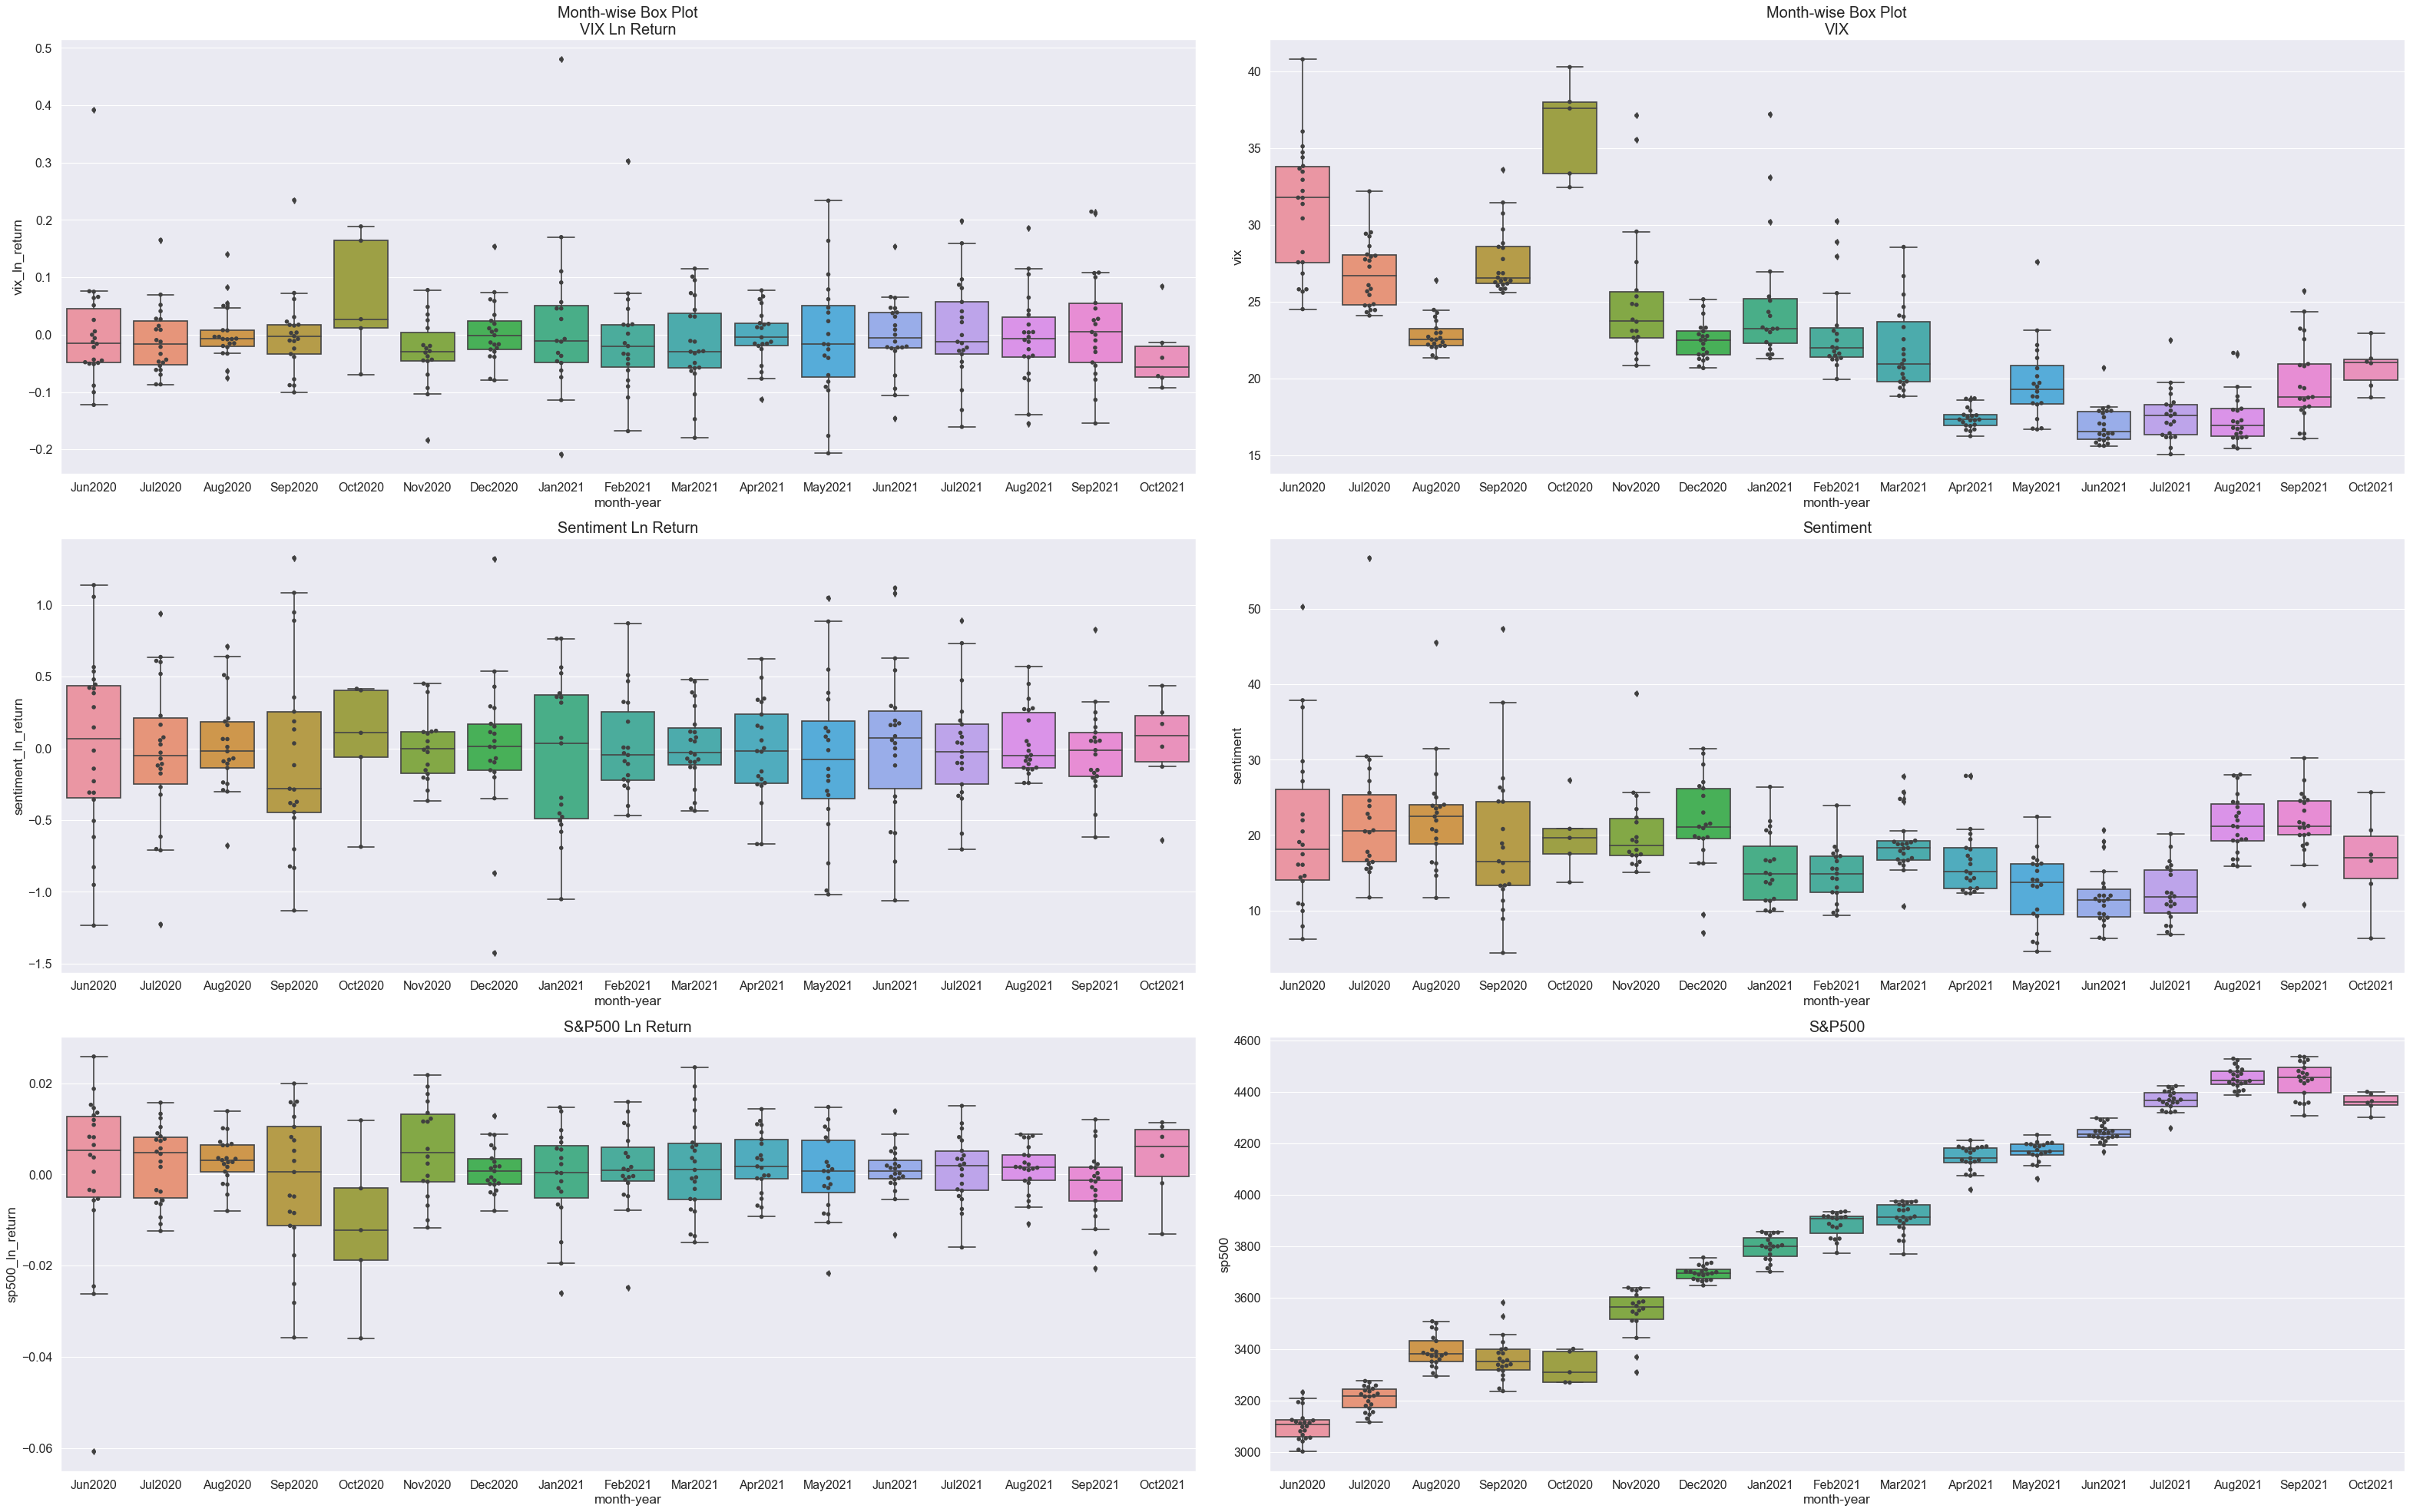 Month-wise Box Plot
VIX Ln Return
0.5
0.4
0.3
0.2
0.1
0.0
−0.1
−0.2
vix_ln_return
Jun2020 Jul2020 Aug2020 Sep2020 Oct2020 Nov2020 Dec2020 Jan2021 Feb2021 Mar2021 Apr2021 May2021 Jun2021 Jul2021 Aug2021 Sep2021 Oct2021
month-year
Month-wise Box Plot
VIX
40
35
30
25
20
15
vix
Jun2020 Jul2020 Aug2020 Sep2020 Oct2020 Nov2020 Dec2020 Jan2021 Feb2021 Mar2021 Apr2021 May2021 Jun2021 Jul2021 Aug2021 Sep2021 Oct2021
month-year
Sentiment Ln Return
1.0
0.5
0.0
−0.5
−1.0
−1.5
sentiment_ln_return
Jun2020 Jul2020 Aug2020 Sep2020 Oct2020 Nov2020 Dec2020 Jan2021 Feb2021 Mar2021 Apr2021 May2021 Jun2021 Jul2021 Aug2021 Sep2021 Oct2021
month-year
Sentiment
50
40
30
20
10
sentiment
Jun2020 Jul2020 Aug2020 Sep2020 Oct2020 Nov2020 Dec2020 Jan2021 Feb2021 Mar2021 Apr2021 May2021 Jun2021 Jul2021 Aug2021 Sep2021 Oct2021
month-year
S&P500 Ln Return
0.02
0.00
−0.02
−0.04
−0.06
sp500_ln_return
Jun2020 Jul2020 Aug2020 Sep2020 Oct2020 Nov2020 Dec2020 Jan2021 Feb2021 Mar2021 Apr2021 May2021 Jun2021 Jul2021 Aug2021 Sep2021 Oct2021
month-year
S&P500
4600
4400
4200
4000
3800
3600
3400
3200
3000
sp500
Jun2020 Jul2020 Aug2020 Sep2020 Oct2020 Nov2020 Dec2020 Jan2021 Feb2021 Mar2021 Apr2021 May2021 Jun2021 Jul2021 Aug2021 Sep2021 Oct2021
month-year